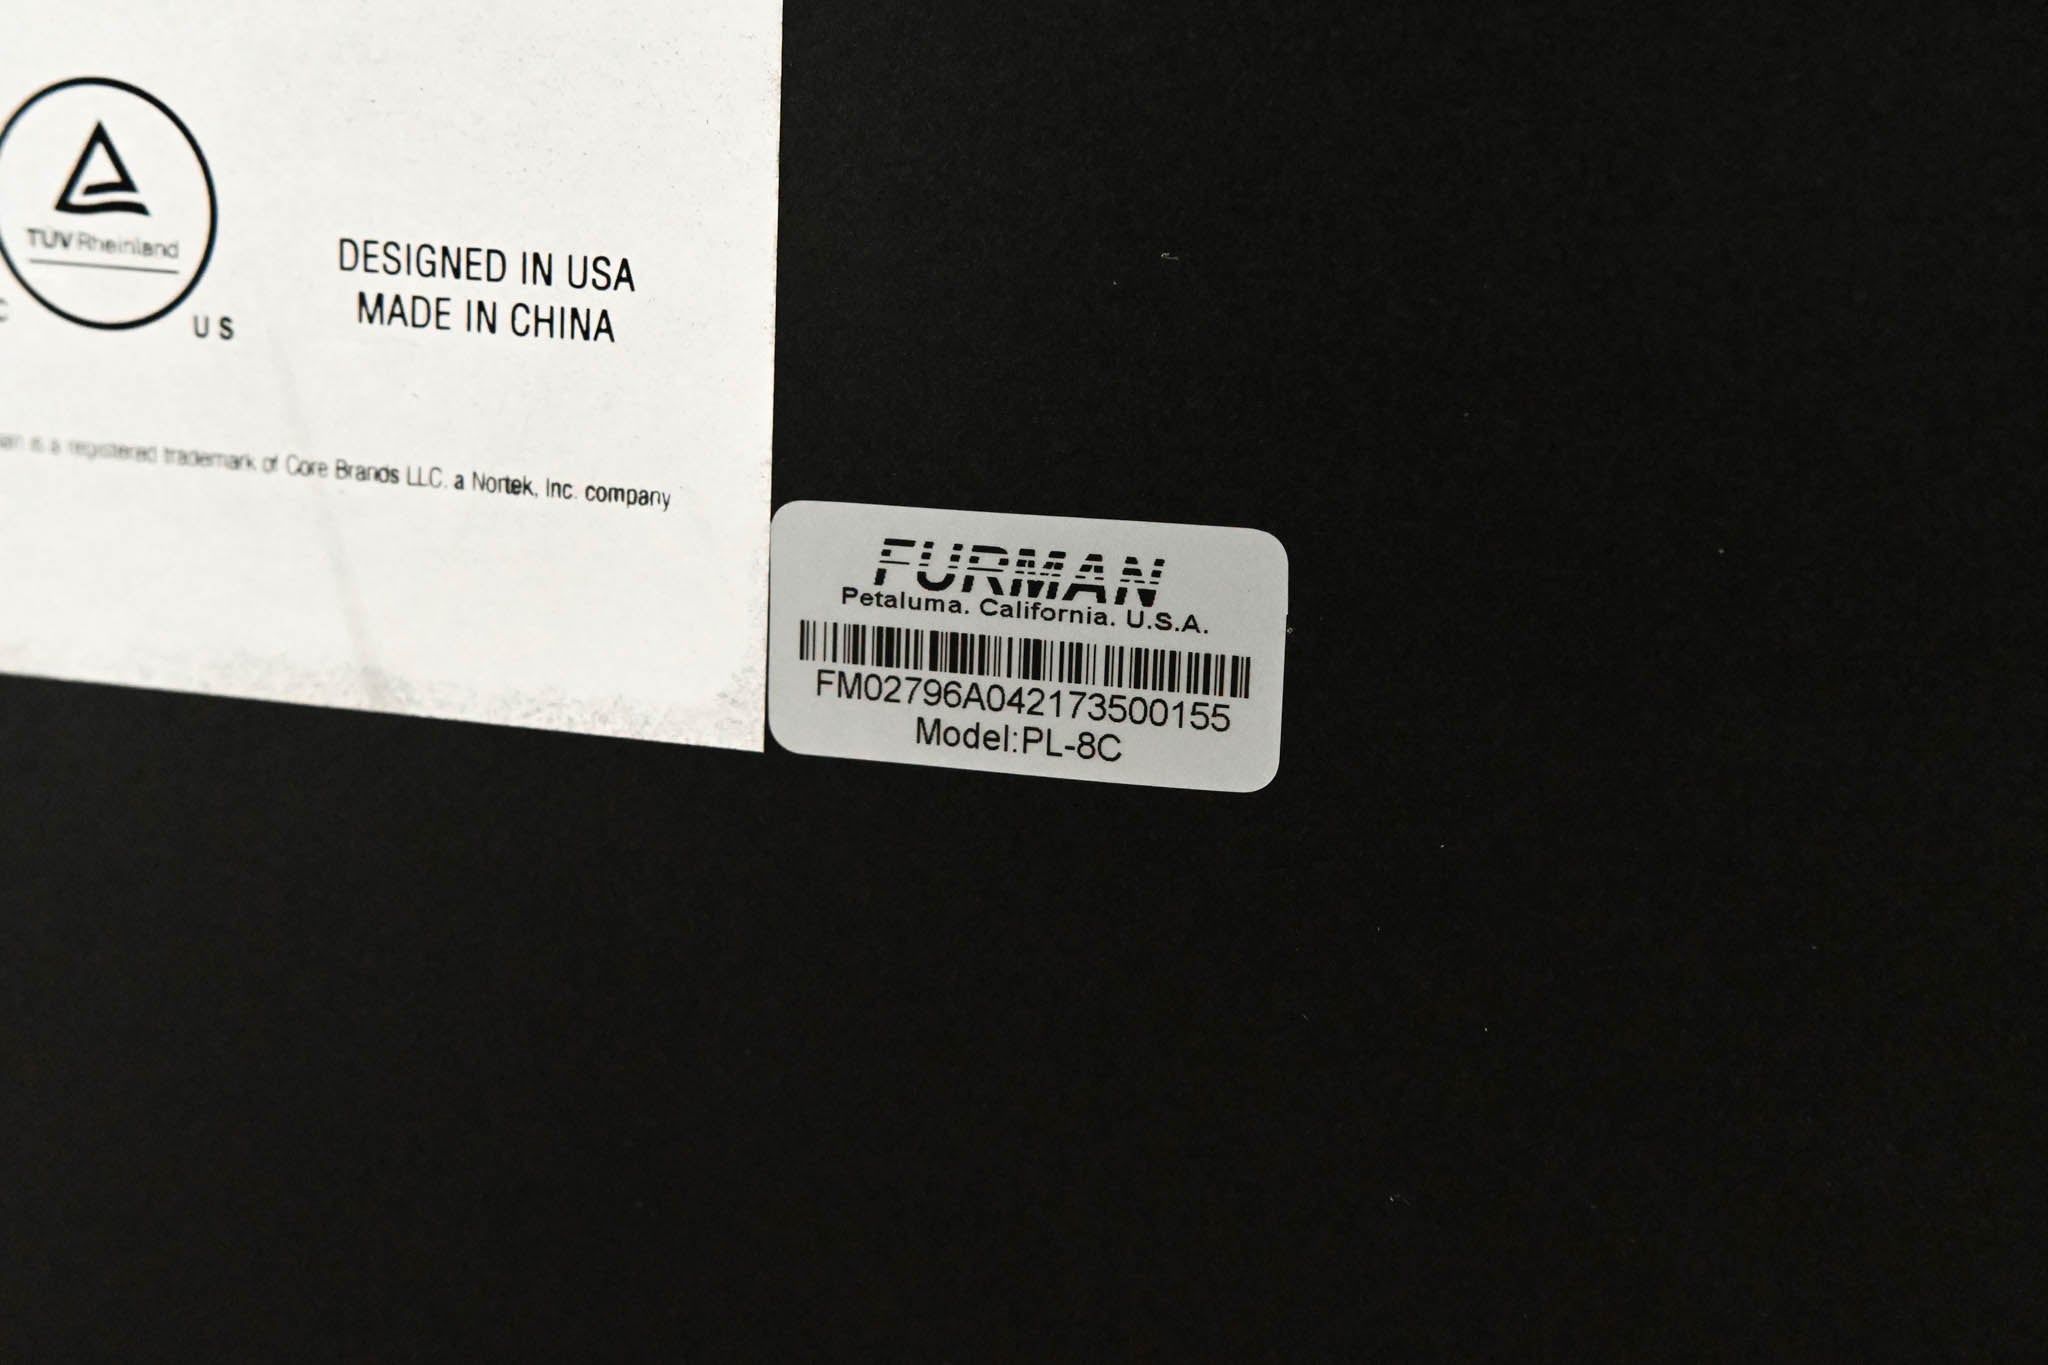 TÜV Rheinland
US
DESIGNED IN USA
MADE IN CHINA
is a registered trademark of Core Brands LLC. a Nortek, Inc. company
FURMAN
Petaluma. California. U.S.A.
FM02796A042173500155
Model:PL-8C